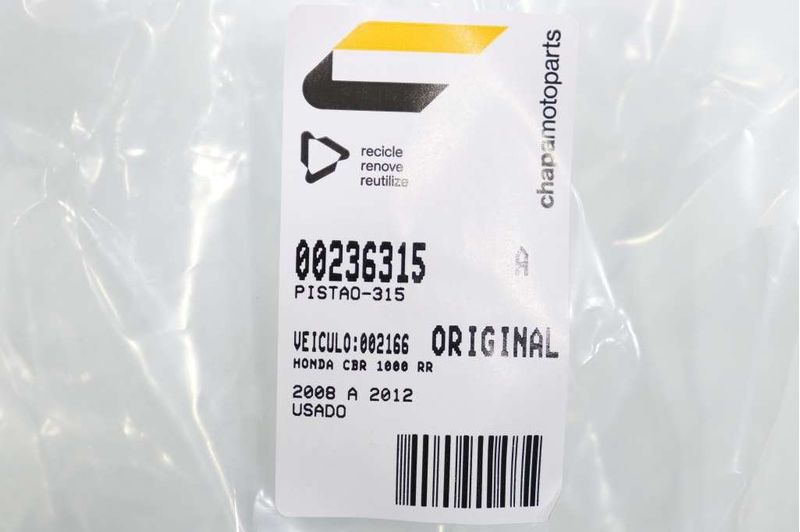 chapamotoparts
recicle
renove
reutilize
00236315 A
PISTAO-315
VEICULO:002166 ORIGINAL
HONDA CBR 1000 RR
2008 A 2012
USADO